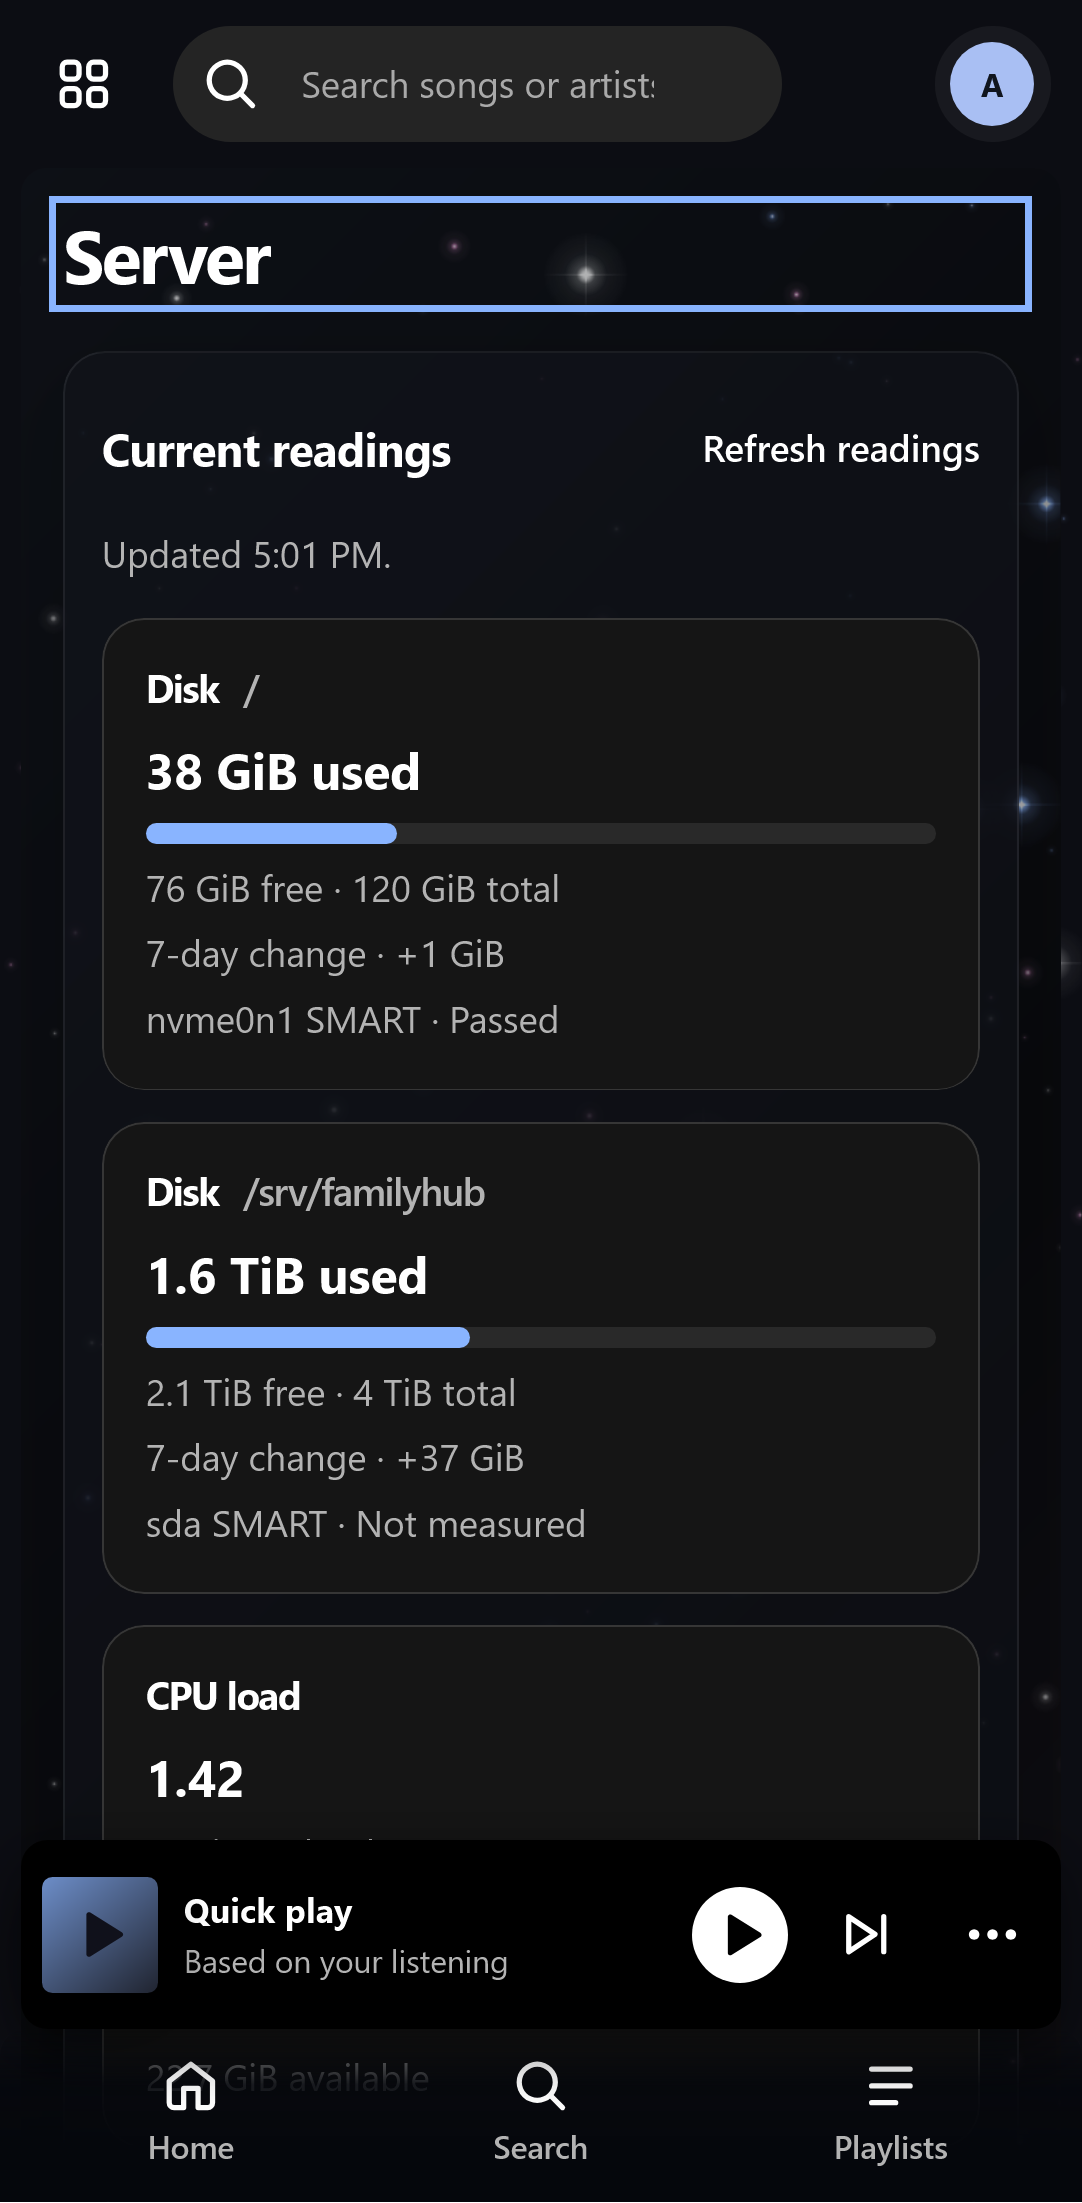 Search songs or artists
A
Server
Current readings
Refresh readings
Updated 5:01 PM.
Disk /
38 GiB used
76 GiB free · 120 GiB total
7-day change · +1 GiB
nvme0n1 SMART · Passed
Disk /srv/familyhub
1.6 TiB used
2.1 TiB free · 4 TiB total
7-day change · +37 GiB
sda SMART · Not measured
CPU load
1.42
Quick play
Based on your listening
GiB available
Home
Search
Playlists